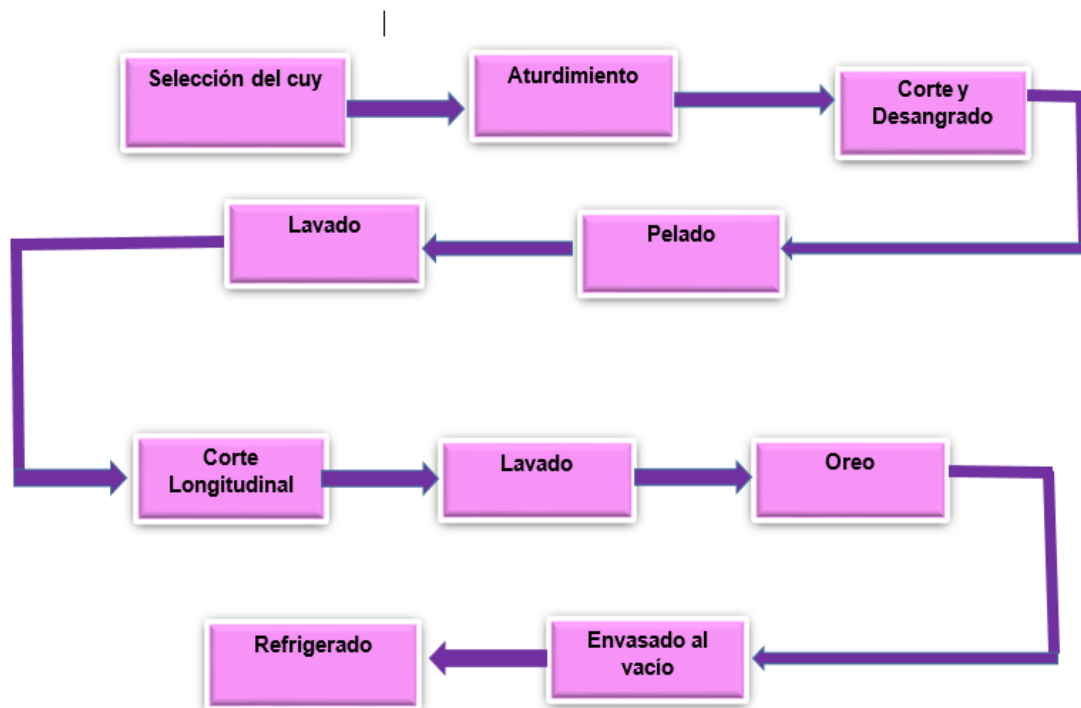 Selección del cuy
Aturdimiento
Corte y
Desangrado
Pelado
Lavado
Corte
Longitudinal
Lavado
Oreo
Envasado al
vacío
Refrigerado